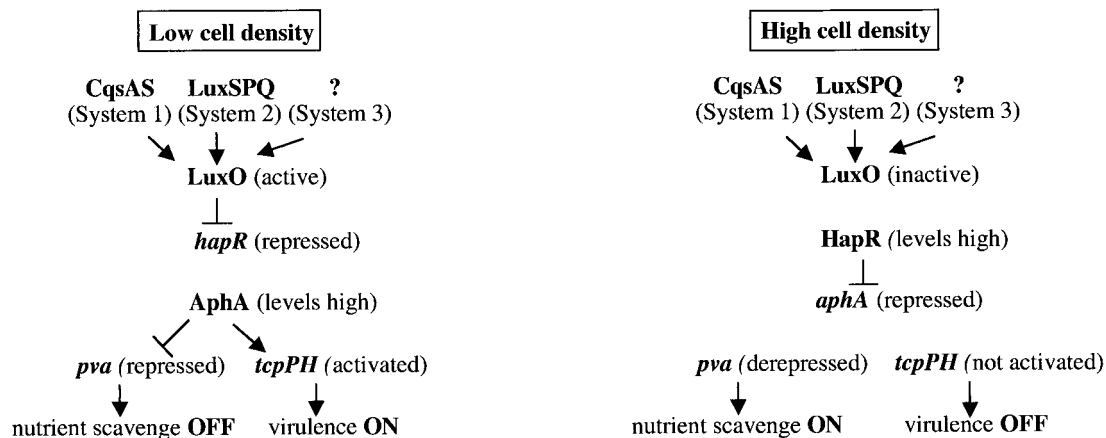 Low cell density
CqsAS LuxSPQ ?
(System 1) (System 2) (System 3)
LuxO (active)
hapR (repressed)
AphA (levels high)
pva (repressed) tcpPH (activated)
nutrient scavenge OFF virulence ON
High cell density
CqsAS LuxSPQ ?
(System 1) (System 2) (System 3)
LuxO (inactive)
HapR (levels high)
aphA (repressed)
pva (derepressed) tcpPH (not activated)
nutrient scavenge ON virulence OFF